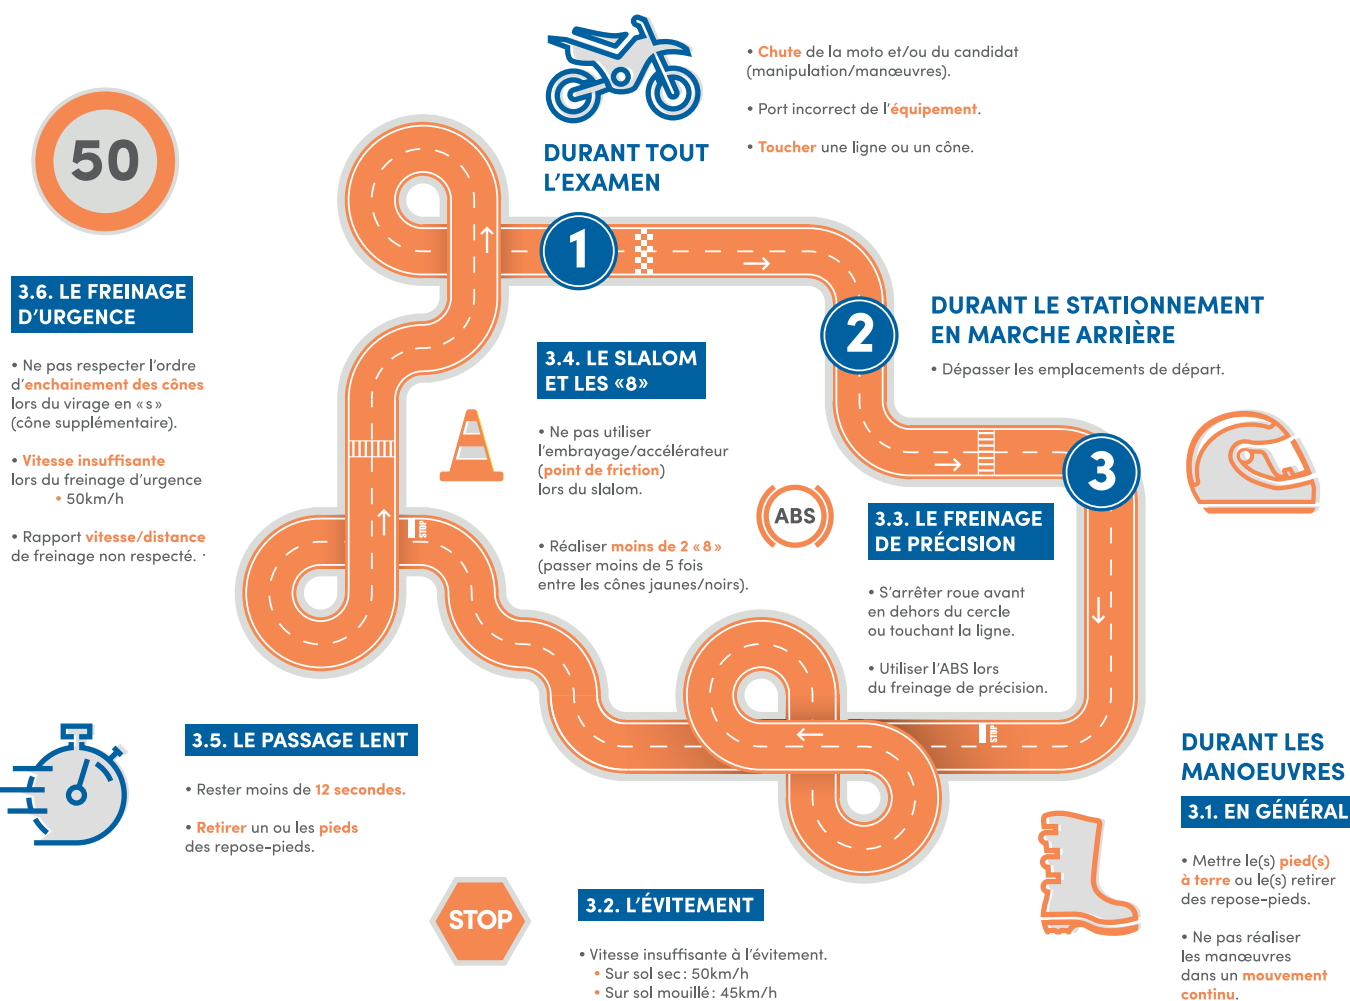 DURANT TOUT
L'EXAMEN
• Chute de la moto et/ou du candidat
(manipulation/manœuvres).
• Port incorrect de l'équipement.
• Toucher une ligne ou un cône.
1
2
DURANT LE STATIONNEMENT
EN MARCHE ARRIÈRE
• Dépasser les emplacements de départ.
3
DURANT LES
MANOEUVRES
3.1. EN GÉNÉRAL
• Mettre le(s) pied(s)
à terre ou le(s) retirer
des repose-pieds.
• Ne pas réaliser
les manœuvres
dans un mouvement
continu.
STOP
3.2. L'ÉVITEMENT
• Vitesse insuffisante à l'évitement.
• Sur sol sec : 50km/h
• Sur sol mouillé : 45km/h
ABS
3.3. LE FREINAGE
DE PRÉCISION
• S'arrêter roue avant
en dehors du cercle
ou touchant la ligne.
• Utiliser l'ABS lors
du freinage de précision.
STOP
3.4. LE SLALOM
ET LES «8»
• Ne pas utiliser
l'embrayage/accélérateur
(point de friction)
lors du slalom.
• Réaliser moins de 2 «8»
(passer moins de 5 fois
entre les cônes jaunes/noirs).
STOP
3.5. LE PASSAGE LENT
• Rester moins de 12 secondes.
• Retirer un ou les pieds
des repose-pieds.
50
3.6. LE FREINAGE
D'URGENCE
• Ne pas respecter l'ordre
d'enchainement des cônes
lors du virage en «s»
(cône supplémentaire).
• Vitesse insuffisante
lors du freinage d'urgence
• 50km/h
• Rapport vitesse/distance
de freinage non respecté.